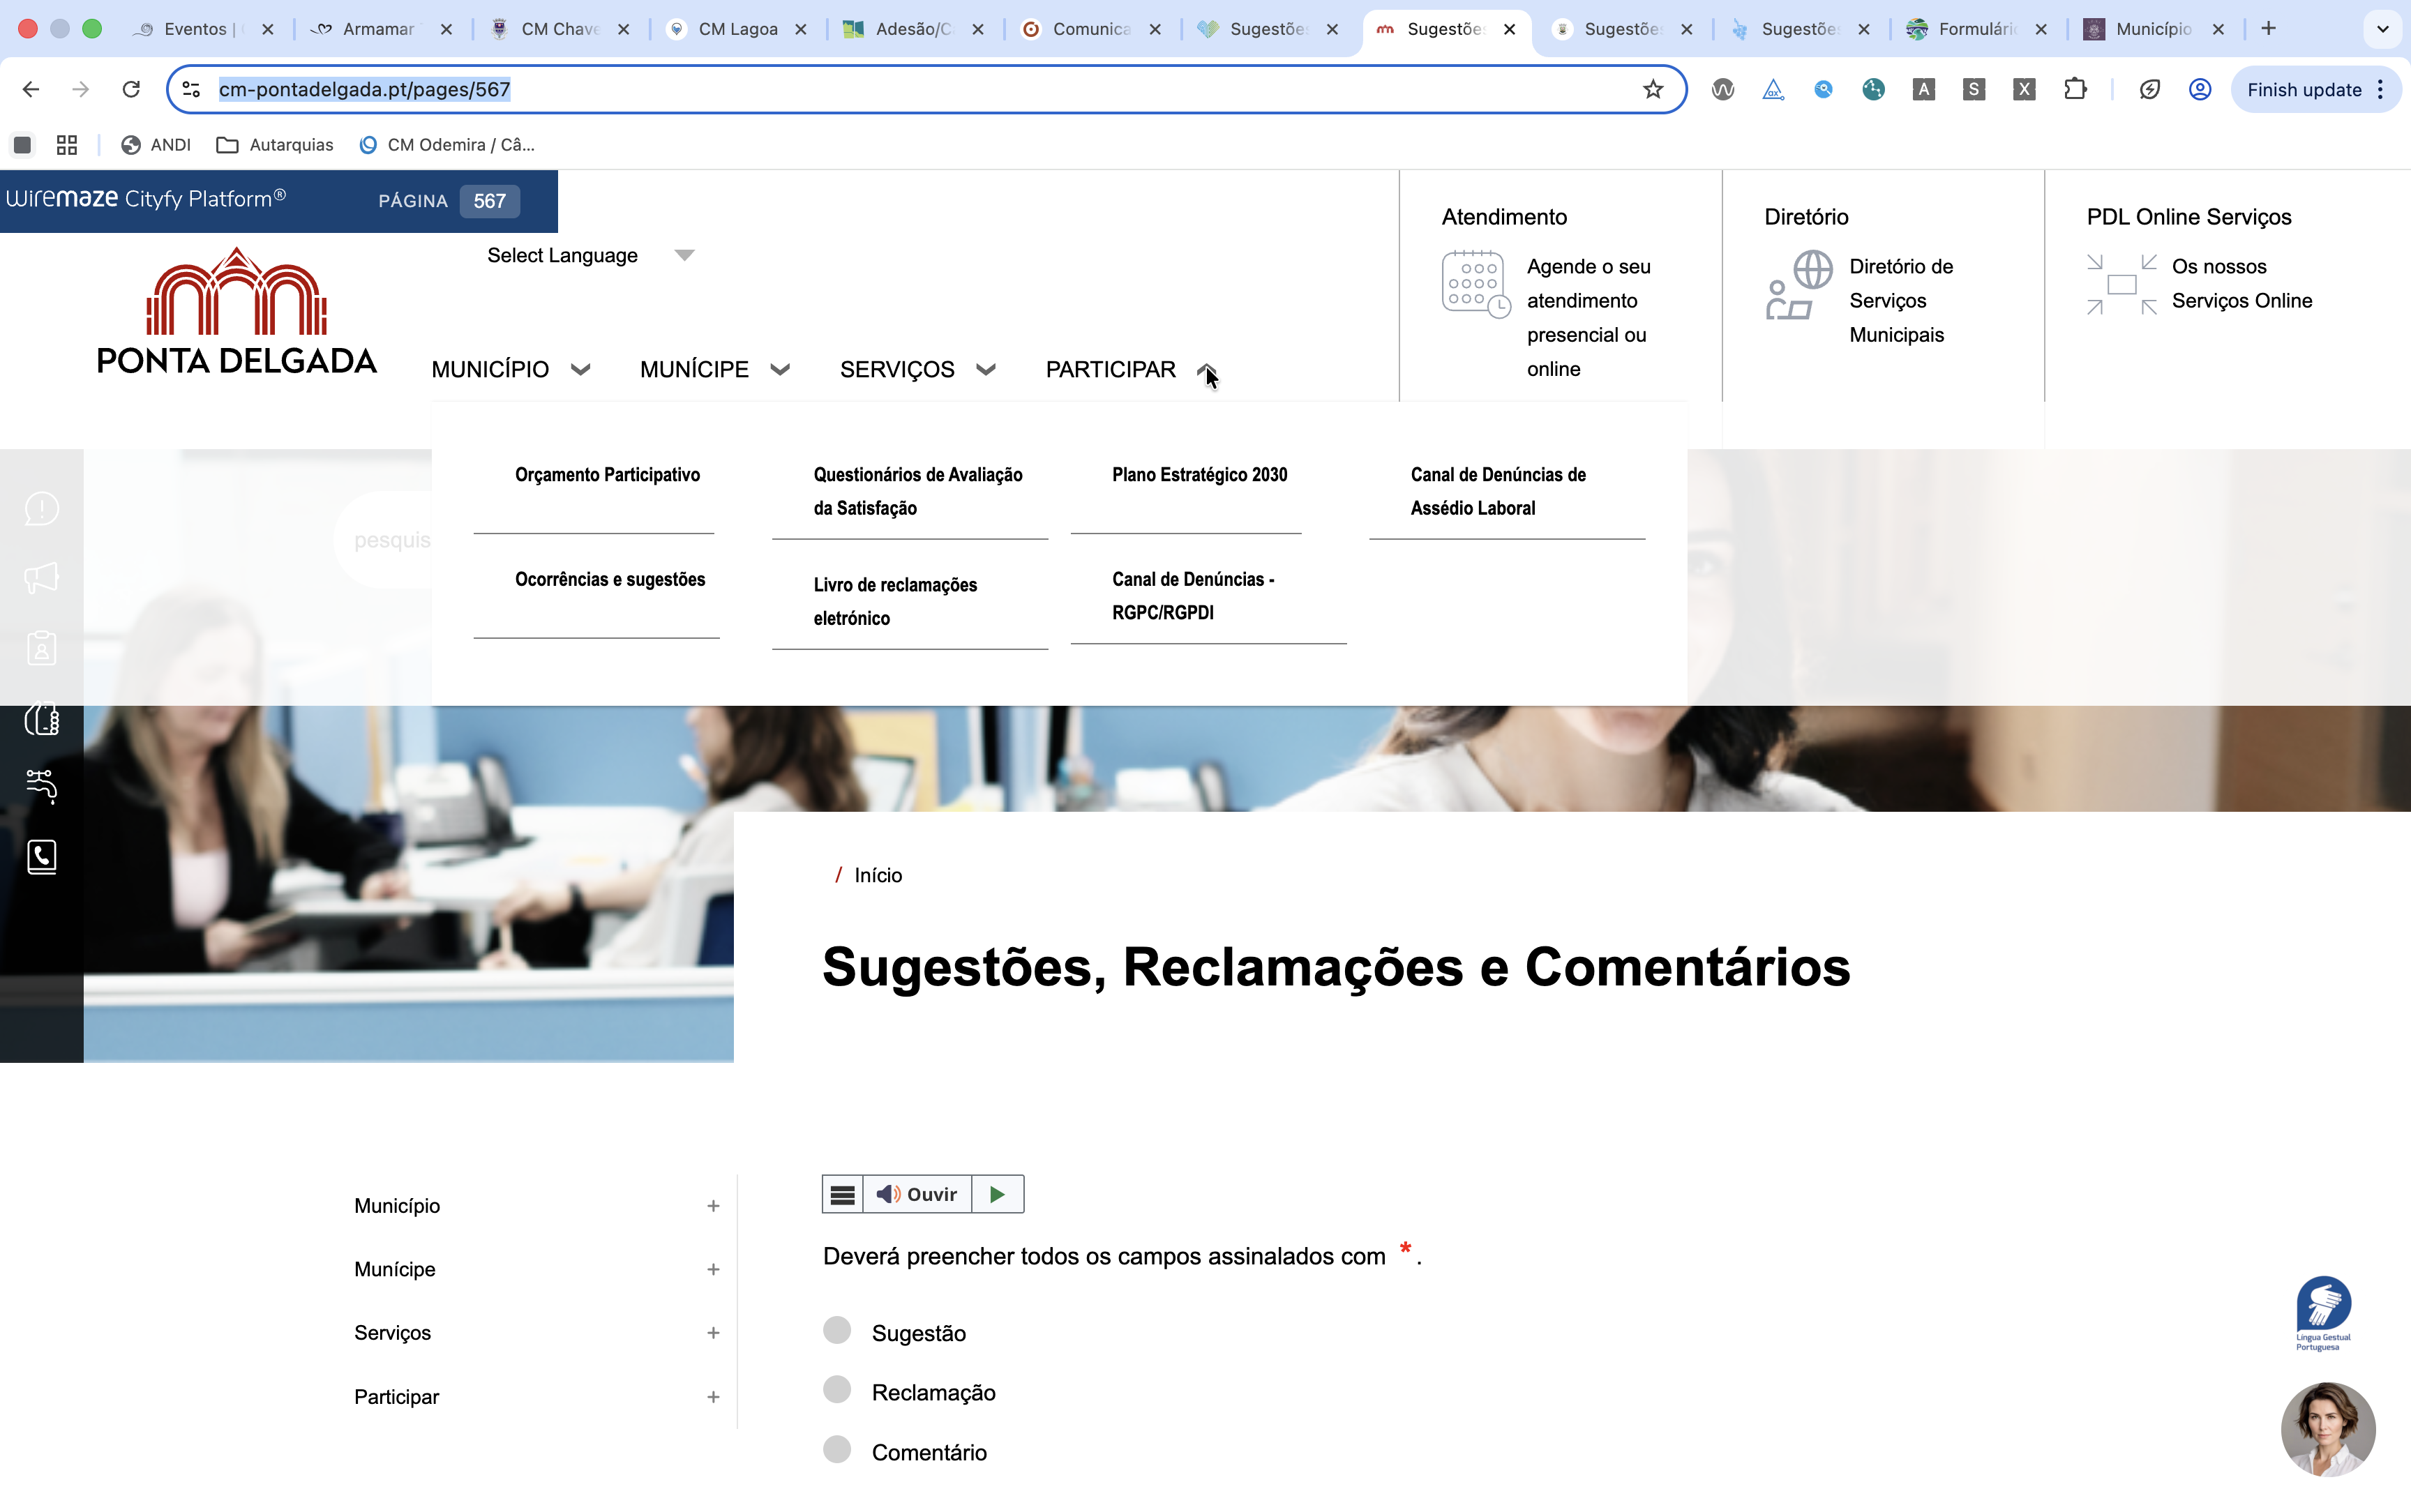 Eventos |
Armamar
CM Chave
CM Lagoa
Adesão/C
Comunica
Sugestõe
Sugestõe
Sugestõe
Sugestõe
Formulári
Município
cm-pontadelgada.pt/pages/567
A
S
X
Finish update
ANDI
Autarquias
CM Odemira / Câ...
wiremaze Cityfy Platform®
PÁGINA 567
Select Language
PONTA DELGADA
MUNICÍPIO
MUNÍCIPE
SERVIÇOS
PARTICIPAR
Atendimento
Agende o seu
atendimento
presencial ou
online
Diretório
Diretório de
Serviços
Municipais
PDL Online Serviços
Os nossos
Serviços Online
Orçamento Participativo
Questionários de Avaliação
da Satisfação
Plano Estratégico 2030
Canal de Denúncias de
Assédio Laboral
Ocorrências e sugestões
Livro de reclamações
eletrónico
Canal de Denúncias -
RGPC/RGPDI
pesquis
/ Início
Sugestões, Reclamações e Comentários
Município +
Munícipe +
Serviços +
Participar +
Ouvir
Deverá preencher todos os campos assinalados com *.
Sugestão
Reclamação
Comentário
Língua Gestual
Portuguesa